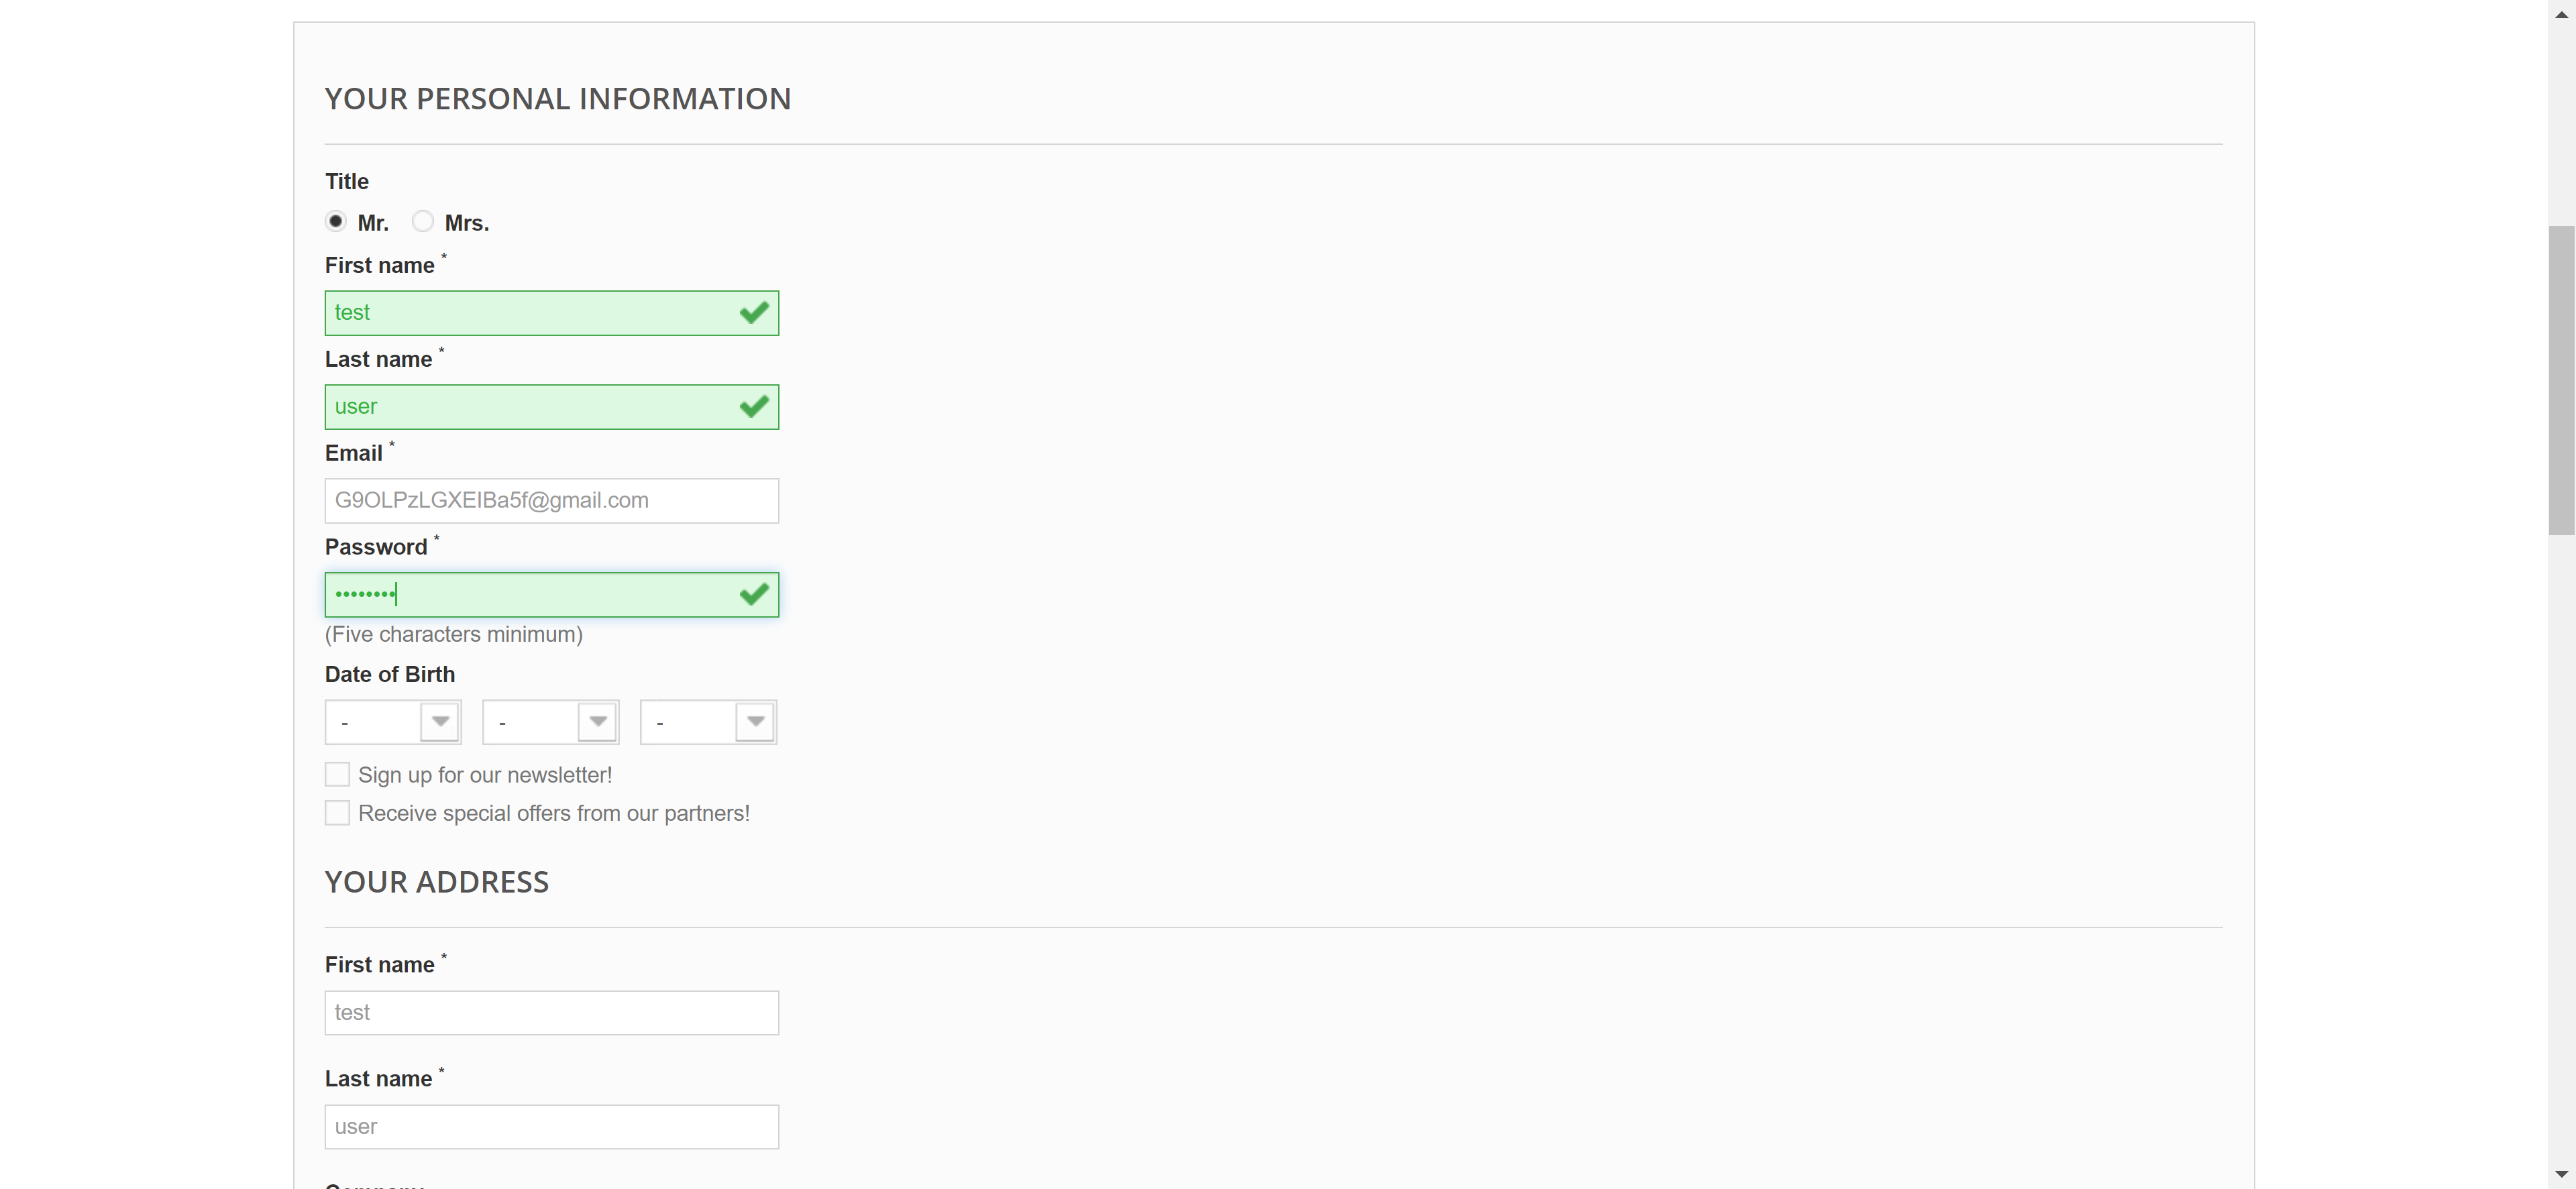 YOUR PERSONAL INFORMATION
Title
Mr. Mrs.
First name *
test
Last name *
user
Email *
G9OLPzLGXEIBa5f@gmail.com
Password *
••••••••
(Five characters minimum)
Date of Birth
- - -
Sign up for our newsletter!
Receive special offers from our partners!
YOUR ADDRESS
First name *
test
Last name *
user